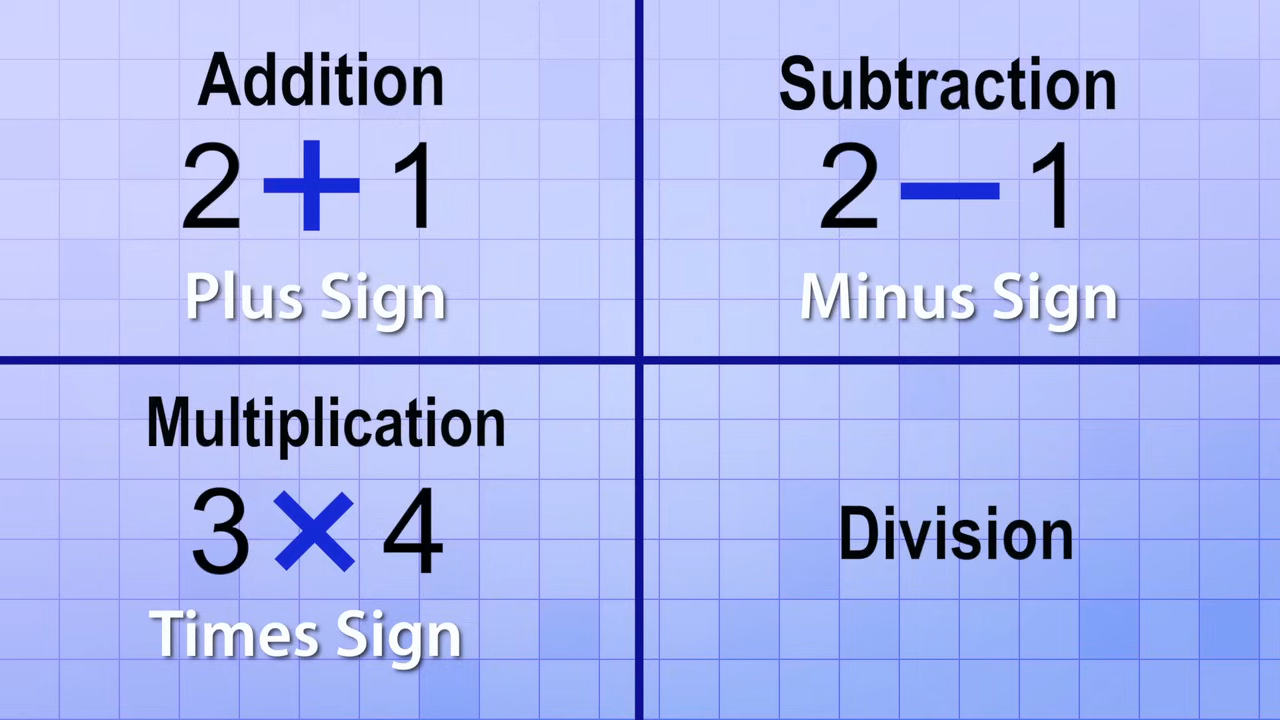 Addition
2 + 1
Plus Sign
Subtraction
2 − 1
Minus Sign
Multiplication
3 × 4
Times Sign
Division